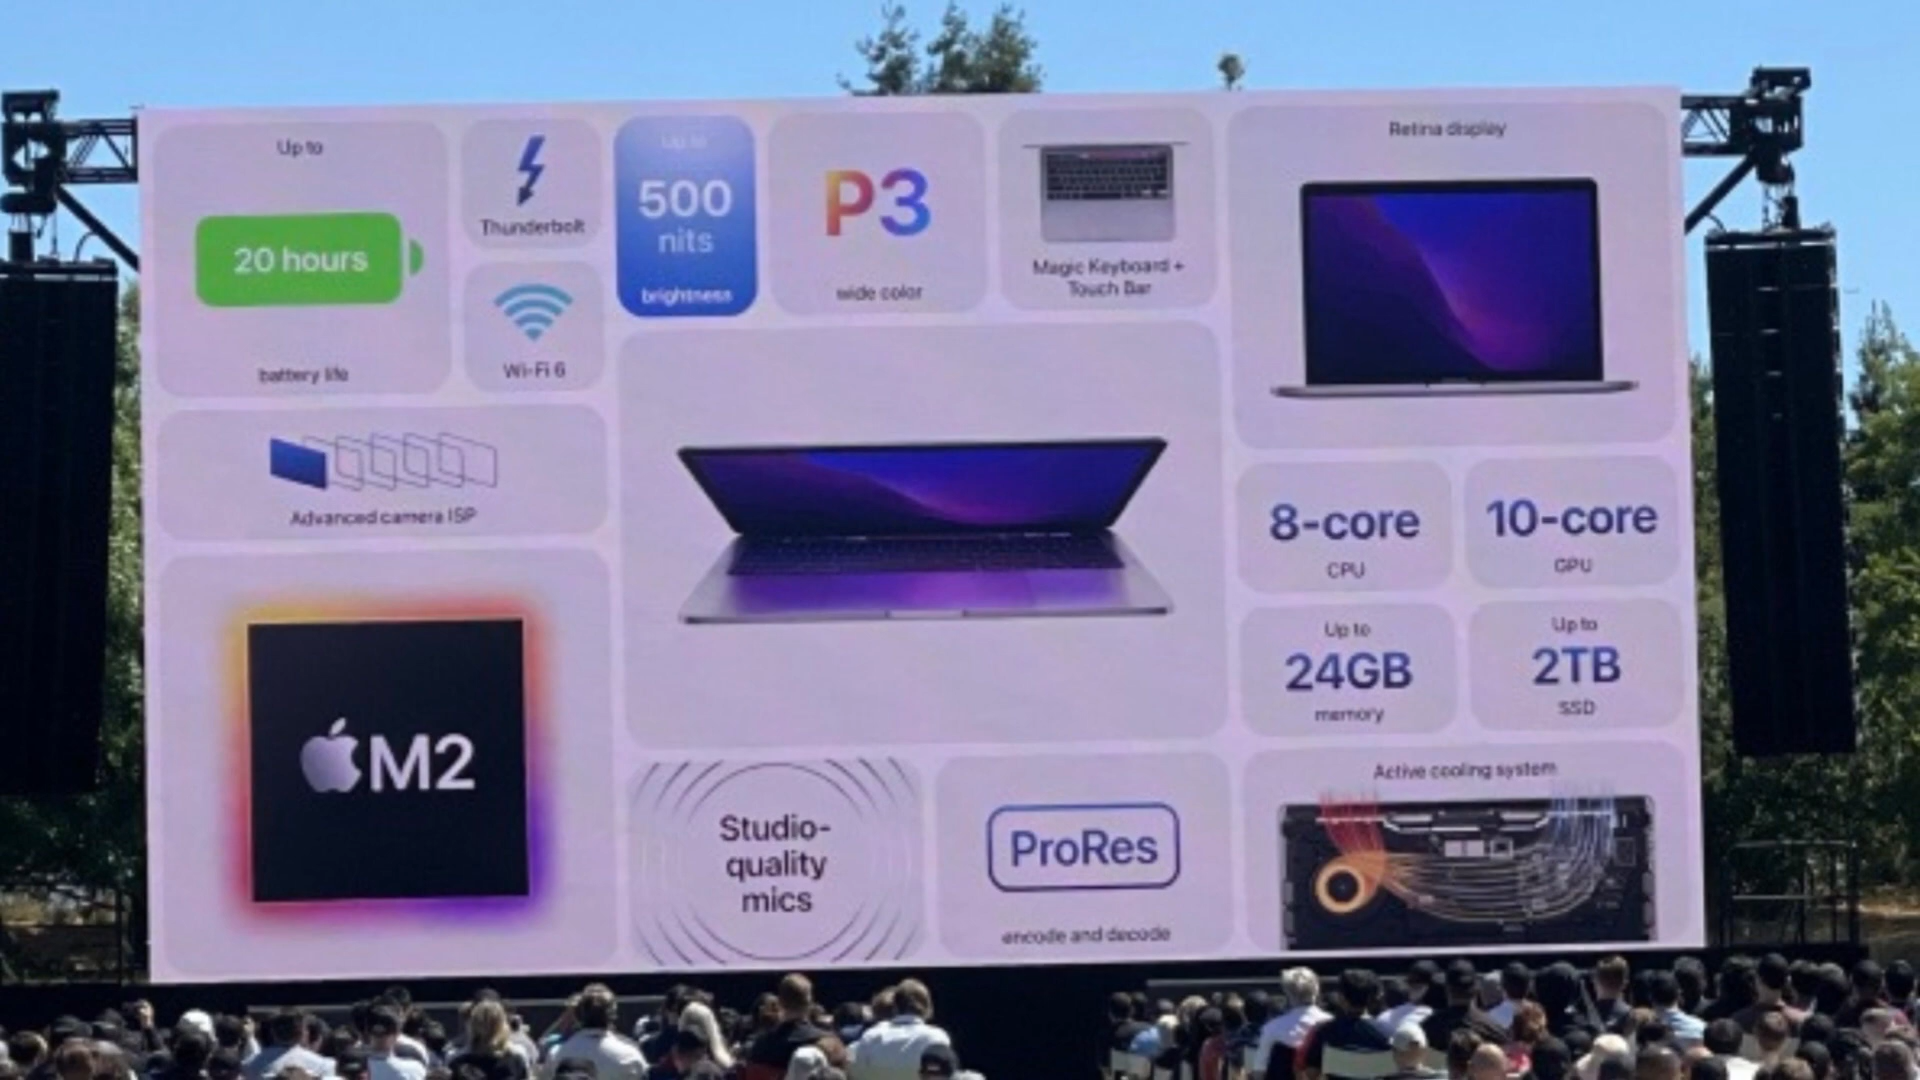 Up to
20 hours
battery life
Thunderbolt
Wi-Fi 6
Up to
500
nits
brightness
P3
wide color
Magic Keyboard +
Touch Bar
Retina display
Advanced camera ISP
M2
8-core
CPU
10-core
GPU
Up to
24GB
memory
Up to
2TB
SSD
Studio-
quality
mics
ProRes
encode and decode
Active cooling system